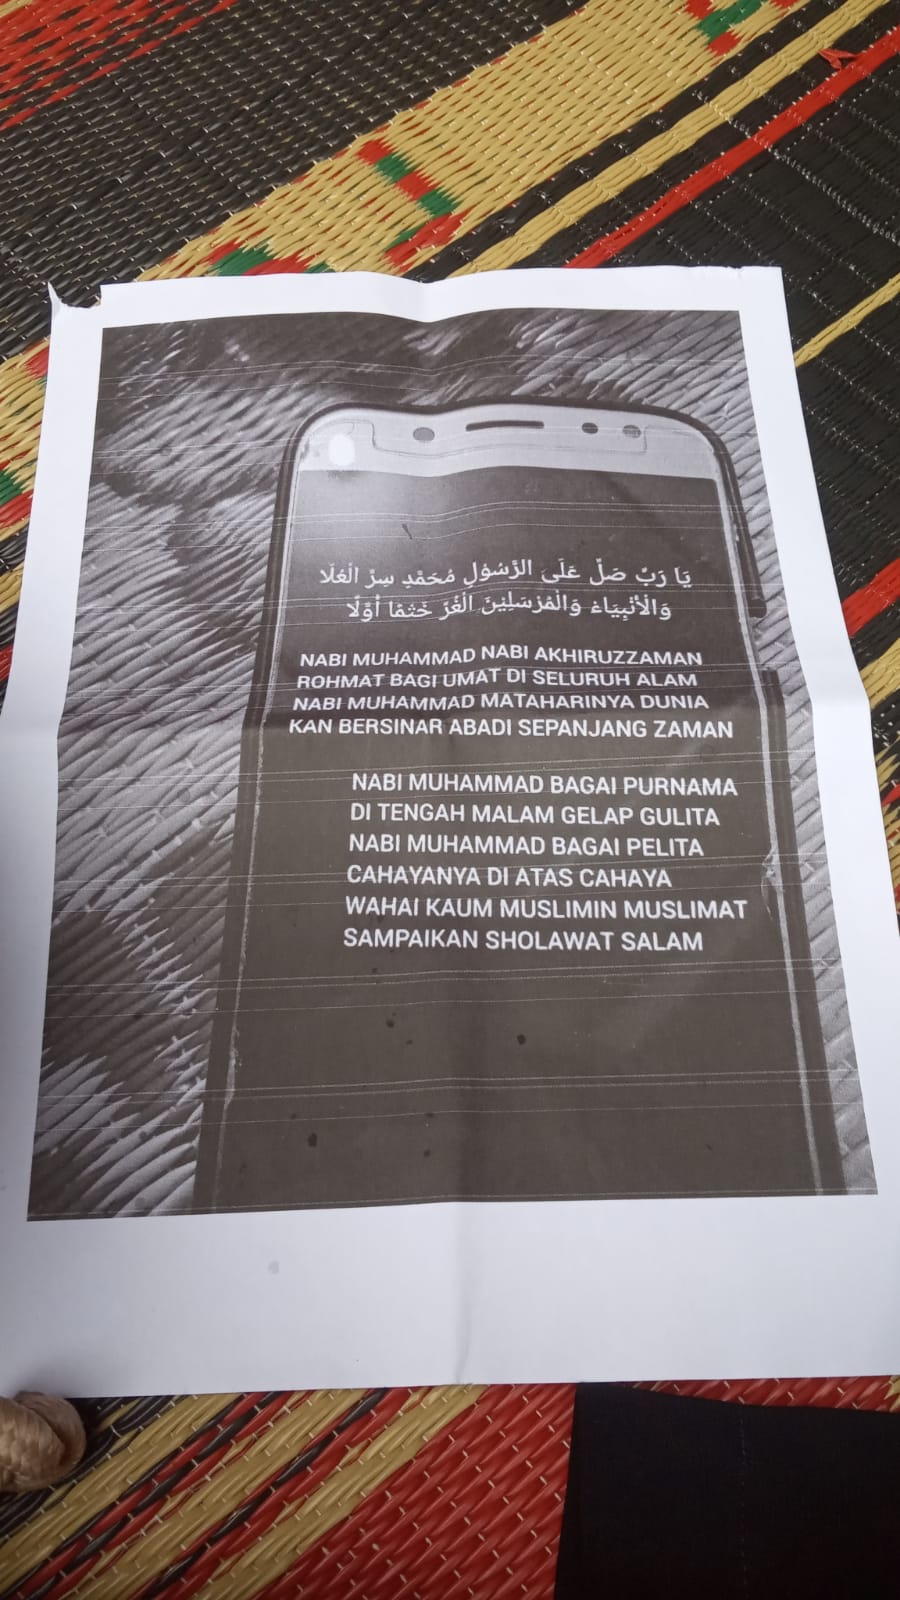 يَا رَبِّ صَلِّ عَلَى الرَّسُوْلِ مُحَمَّدٍ سِرِّ الْعُلَا
وَالْأَنْبِيَاءْ وَالْمُرْسَلِيْنَ الْغُرِّ خَتْمًا أَوَّلًا
NABI MUHAMMAD NABI AKHIRUZZAMAN
ROHMAT BAGI UMAT DI SELURUH ALAM
NABI MUHAMMAD MATAHARINYA DUNIA
KAN BERSINAR ABADI SEPANJANG ZAMAN
NABI MUHAMMAD BAGAI PURNAMA
DI TENGAH MALAM GELAP GULITA
NABI MUHAMMAD BAGAI PELITA
CAHAYANYA DI ATAS CAHAYA
WAHAI KAUM MUSLIMIN MUSLIMAT
SAMPAIKAN SHOLAWAT SALAM